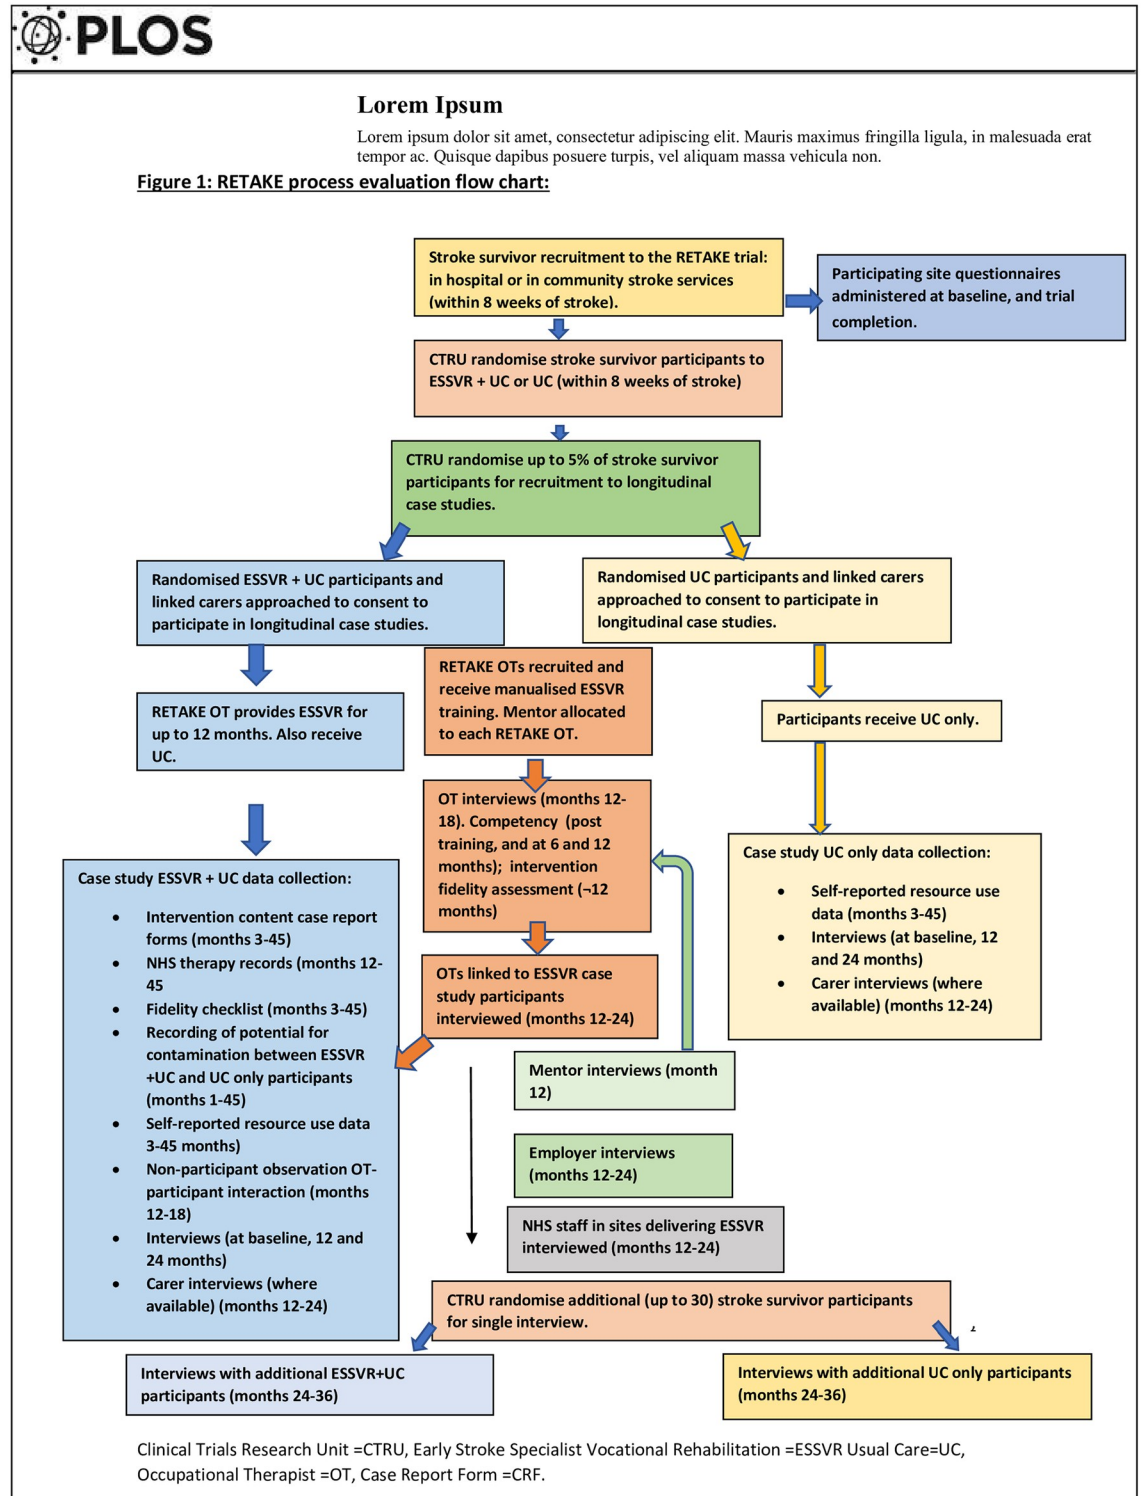 PLOS
Lorem Ipsum
Lorem ipsum dolor sit amet, consectetur adipiscing elit. Mauris maximus fringilla ligula, in malesuada erat
tempor ac. Quisque dapibus posuere turpis, vel aliquam massa vehicula non.
Figure 1: RETAKE process evaluation flow chart:
Stroke survivor recruitment to the RETAKE trial:
in hospital or in community stroke services
(within 8 weeks of stroke).
Participating site questionnaires
administered at baseline, and trial
completion.
CTRU randomise stroke survivor participants to
ESSVR + UC or UC (within 8 weeks of stroke)
CTRU randomise up to 5% of stroke survivor
participants for recruitment to longitudinal
case studies.
Randomised ESSVR + UC participants and
linked carers approached to consent to
participate in longitudinal case studies.
Randomised UC participants and linked carers
approached to consent to participate in
longitudinal case studies.
RETAKE OTs recruited and
receive manualised ESSVR
training. Mentor allocated
to each RETAKE OT.
RETAKE OT provides ESSVR for
up to 12 months. Also receive
UC.
Participants receive UC only.
OT interviews (months 12-
18). Competency (post
training, and at 6 and 12
months); intervention
fidelity assessment (¬12
months)
Case study UC only data collection:
• Self-reported resource use
data (months 3-45)
• Interviews (at baseline, 12
and 24 months)
• Carer interviews (where
available) (months 12-24)
Case study ESSVR + UC data collection:
• Intervention content case report
forms (months 3-45)
• NHS therapy records (months 12-
45
• Fidelity checklist (months 3-45)
• Recording of potential for
contamination between ESSVR
+UC and UC only participants
(months 1-45)
• Self-reported resource use data
3-45 months)
• Non-participant observation OT-
participant interaction (months
12-18)
• Interviews (at baseline, 12 and
24 months)
• Carer interviews (where
available) (months 12-24)
OTs linked to ESSVR case
study participants
interviewed (months 12-24)
Mentor interviews (month
12)
Employer interviews
(months 12-24)
NHS staff in sites delivering ESSVR
interviewed (months 12-24)
CTRU randomise additional (up to 30) stroke survivor participants
for single interview.
Interviews with additional ESSVR+UC
participants (months 24-36)
Interviews with additional UC only participants
(months 24-36)
Clinical Trials Research Unit =CTRU, Early Stroke Specialist Vocational Rehabilitation =ESSVR Usual Care=UC,
Occupational Therapist =OT, Case Report Form =CRF.